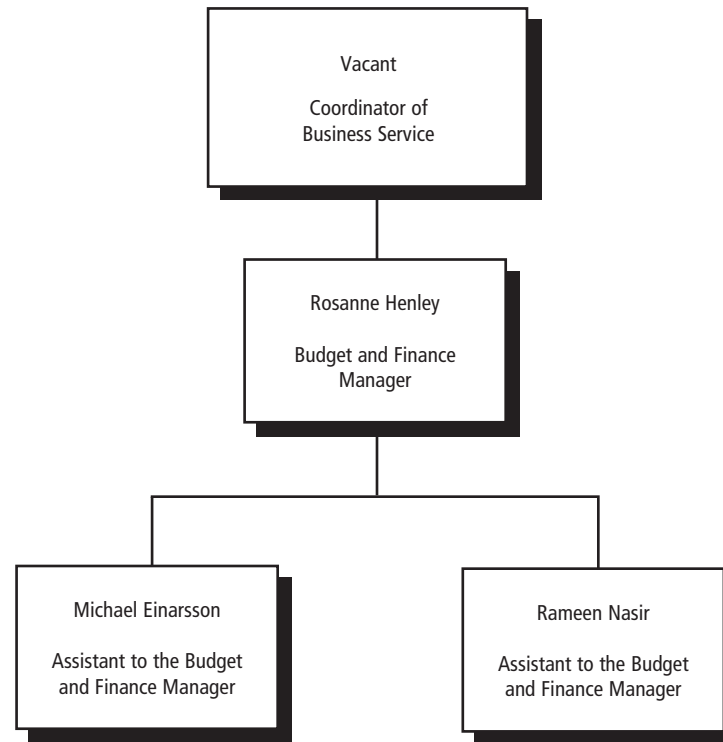 Vacant
Coordinator of
Business Service
Rosanne Henley
Budget and Finance
Manager
Michael Einarsson
Assistant to the Budget
and Finance Manager
Rameen Nasir
Assistant to the Budget
and Finance Manager